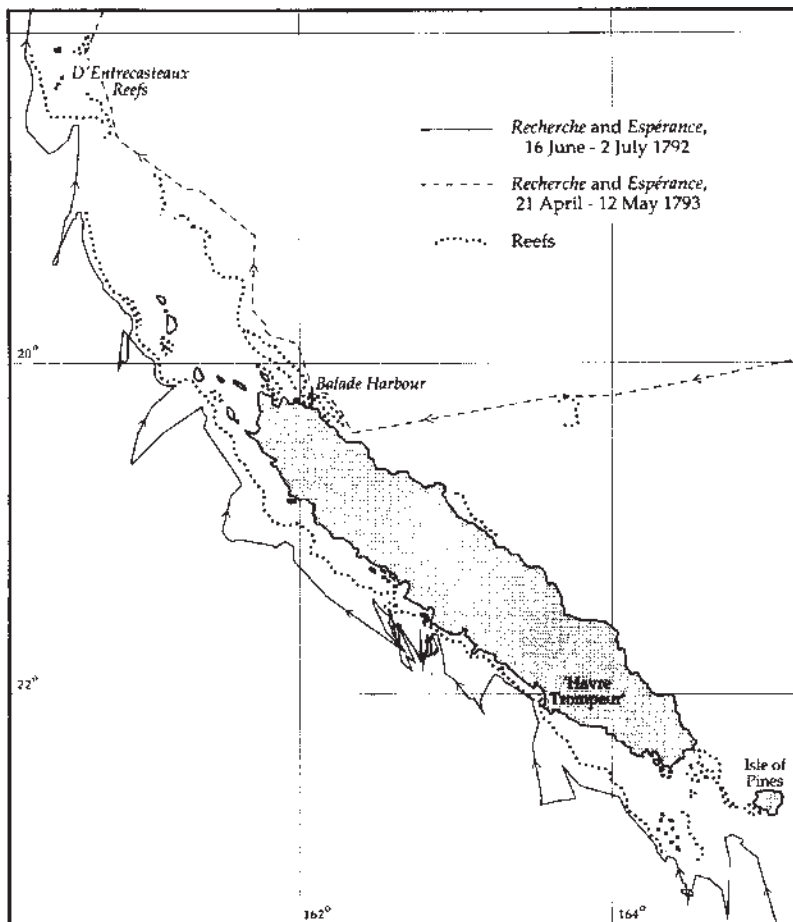 D'Entrecasteaux
Reefs
Recherche and Espérance,
16 June - 2 July 1792
Recherche and Espérance,
21 April - 12 May 1793
Reefs
20°
Balade Harbour
22°
'Havre
Trompeur'
Isle of
Pines
162°
164°